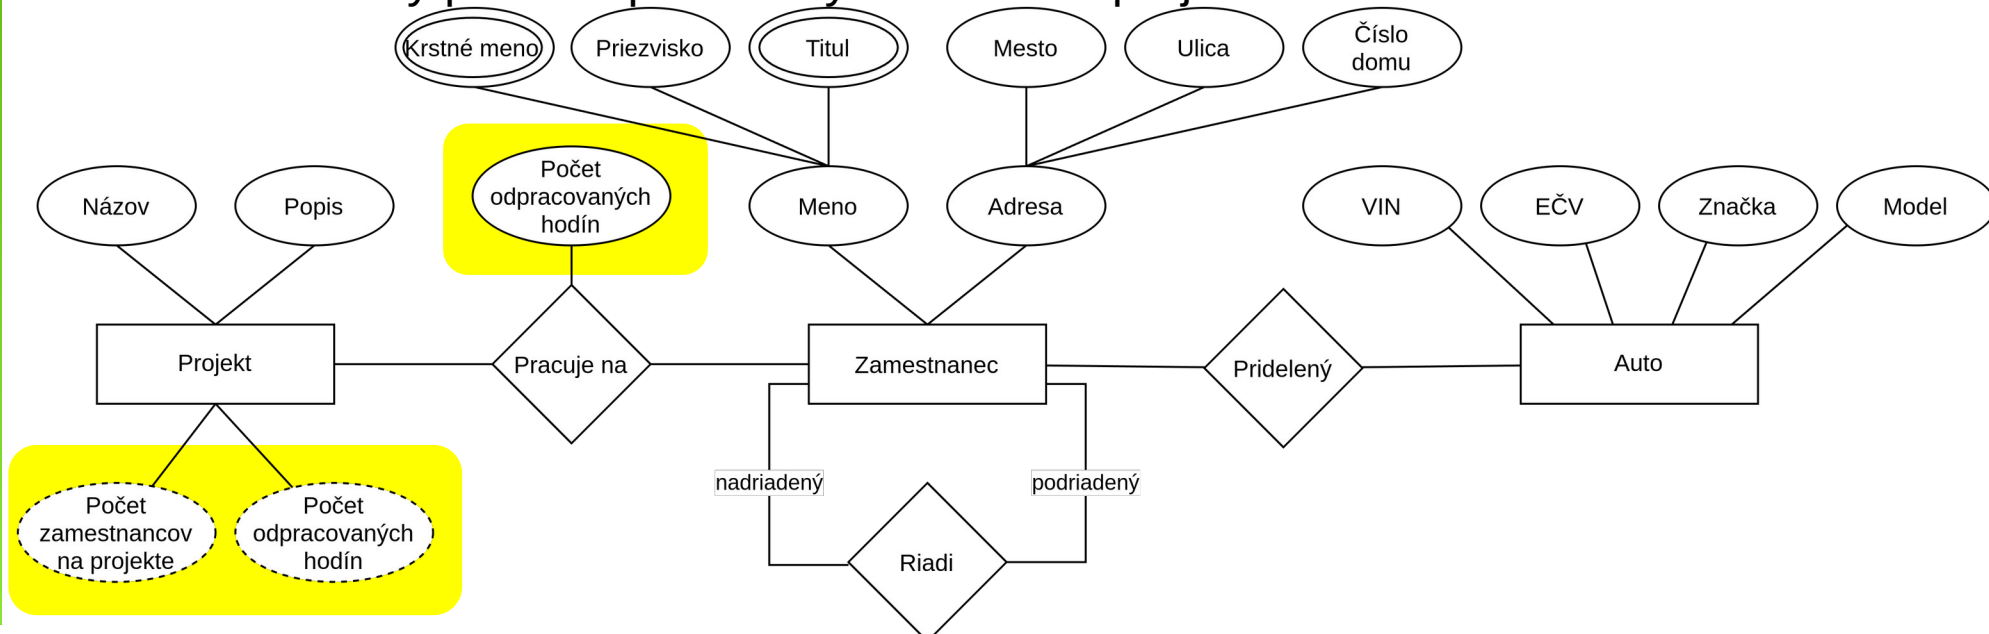 Krstné meno
Priezvisko
Titul
Mesto
Ulica
Číslo
domu
Názov
Popis
Počet
odpracovaných
hodín
Meno
Adresa
VIN
EČV
Značka
Model
Projekt
Pracuje na
Zamestnanec
Pridelený
Auto
nadriadený
podriadený
Počet
zamestnancov
na projekte
Počet
odpracovaných
hodín
Riadi